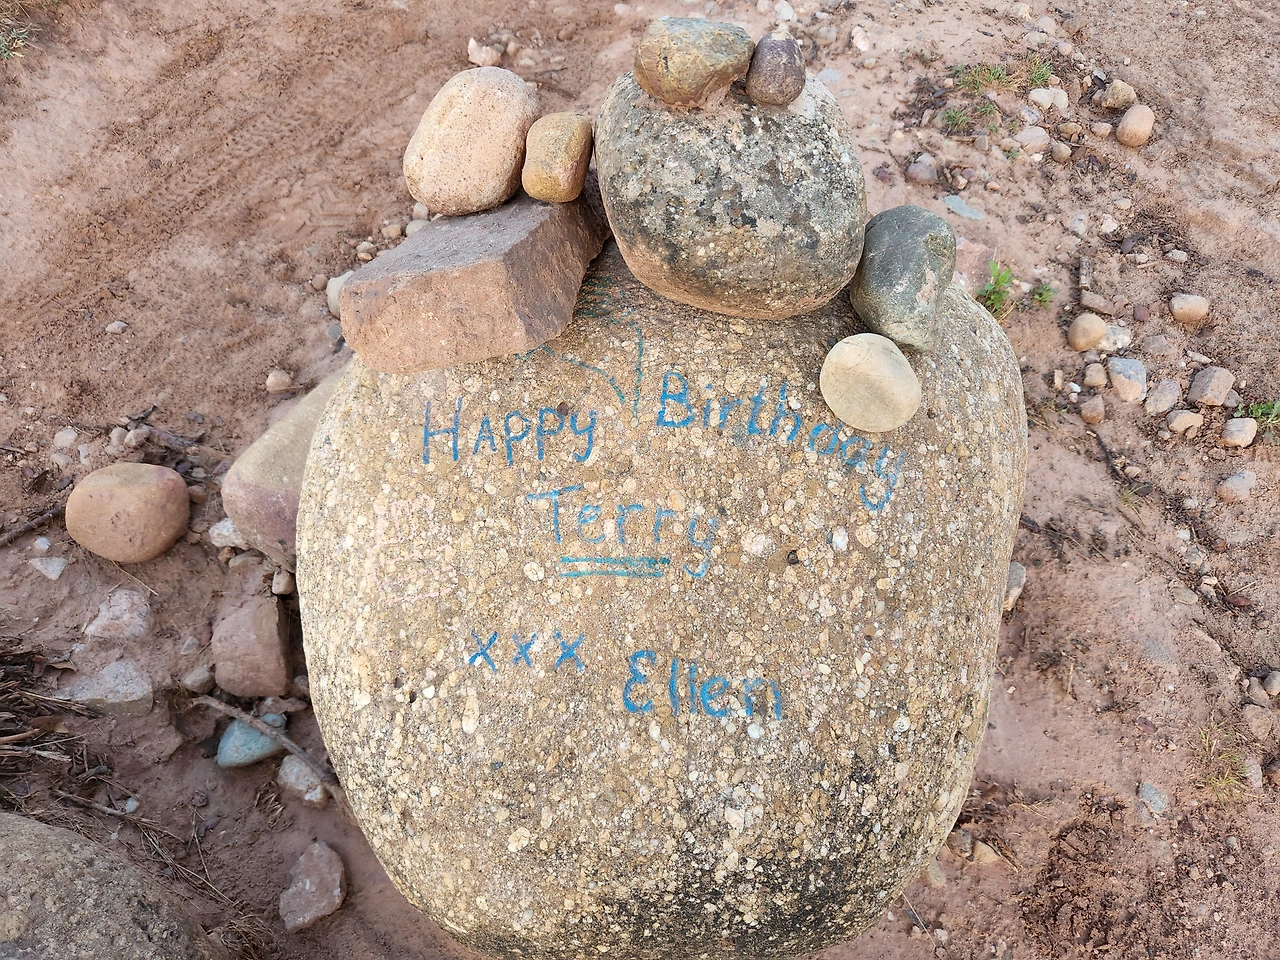 Happy Birthday
Terry
xxx Ellen